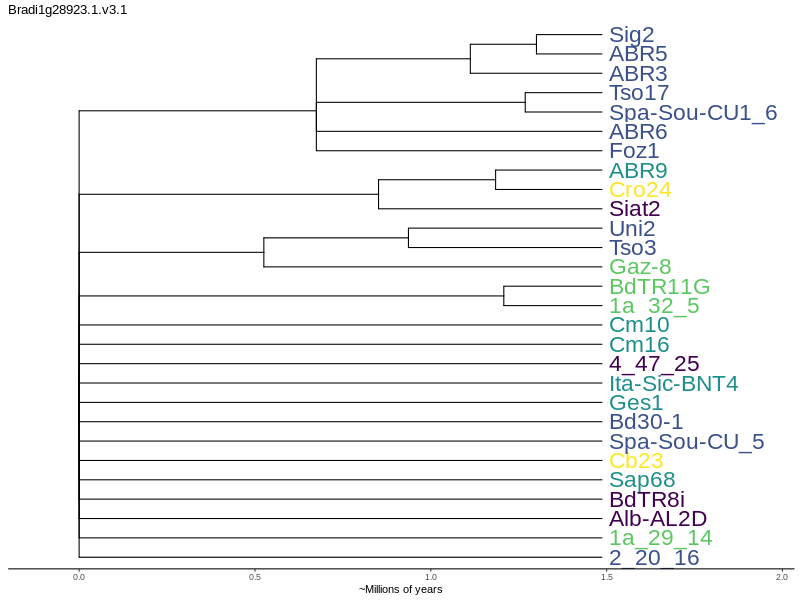 Bradi1g28923.1.v3.1
Sig2
ABR5
ABR3
Tso17
Spa-Sou-CU1_6
ABR6
Foz1
ABR9
Cro24
Siat2
Uni2
Tso3
Gaz-8
BdTR11G
1a_32_5
Cm10
Cm16
4_47_25
Ita-Sic-BNT4
Ges1
Bd30-1
Spa-Sou-CU_5
Cb23
Sap68
BdTR8i
Alb-AL2D
1a_29_14
2_20_16
0.0 0.5 1.0 1.5 2.0
~Millions of years